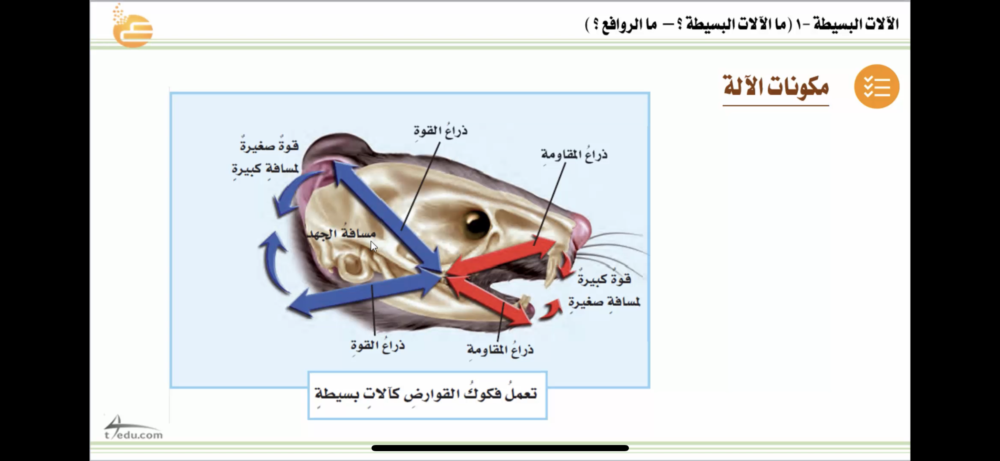 الآلات البسيطة -١ (ما الآلات البسيطة ؟ – ما الروافع ؟ )
مكونات الآلة
ذراعُ القوةِ
قوةٌ صغيرةٌ
لمسافةِ كبيرةِ
ذراعُ المقاومةِ
مسافةُ الجهد
قوةٌ كبيرةٌ
لمسافةِ صغيرةِ
ذراعُ القوةِ
ذراعُ المقاومةِ
تعملُ فكوكُ القوارضِ كآلاتِ بسيطةِ
t4edu.com